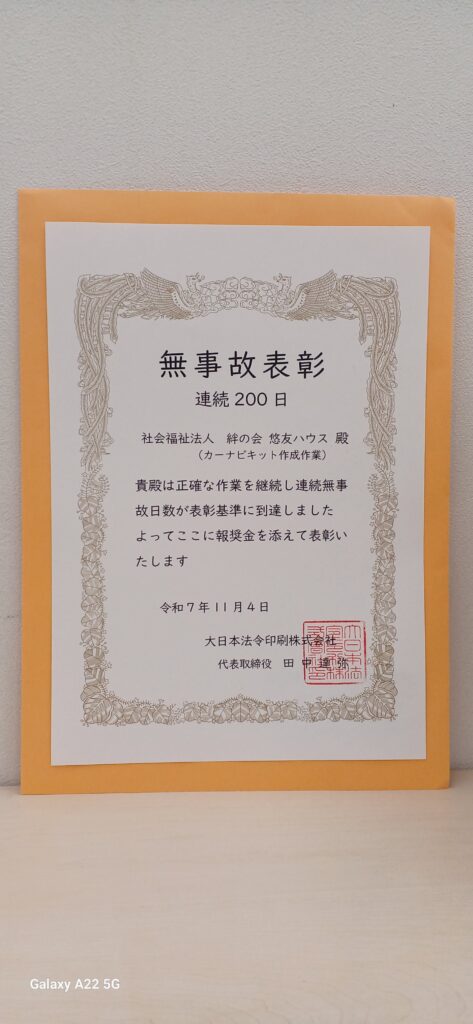 無事故表彰
連続200日
社会福祉法人 絆の会 悠友ハウス 殿
（カーナビキット作成作業）
貴殿は正確な作業を継続し連続無事
故日数が表彰基準に到達しました
よってここに報奨金を添えて表彰い
たします
令和7年11月4日
大日本法令印刷株式会社
代表取締役 田中達弥
Galaxy A22 5G